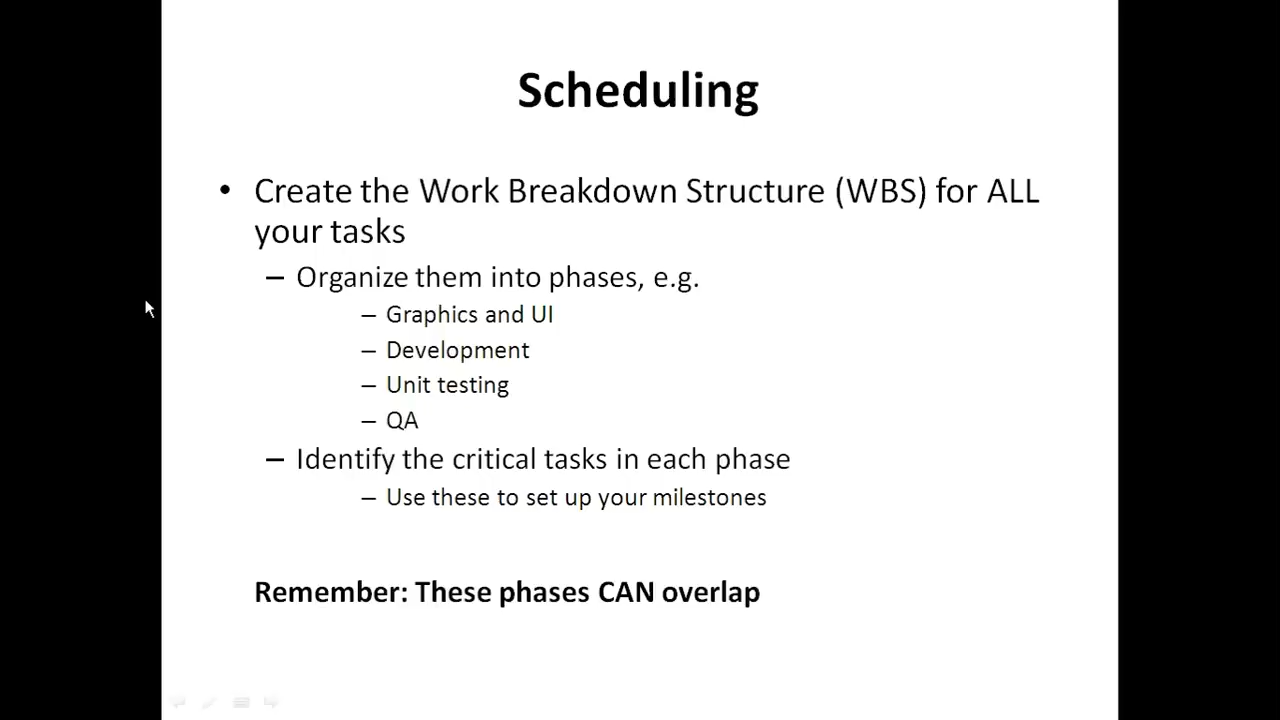 Scheduling
• Create the Work Breakdown Structure (WBS) for ALL
your tasks
– Organize them into phases, e.g.
– Graphics and UI
– Development
– Unit testing
– QA
– Identify the critical tasks in each phase
– Use these to set up your milestones
Remember: These phases CAN overlap